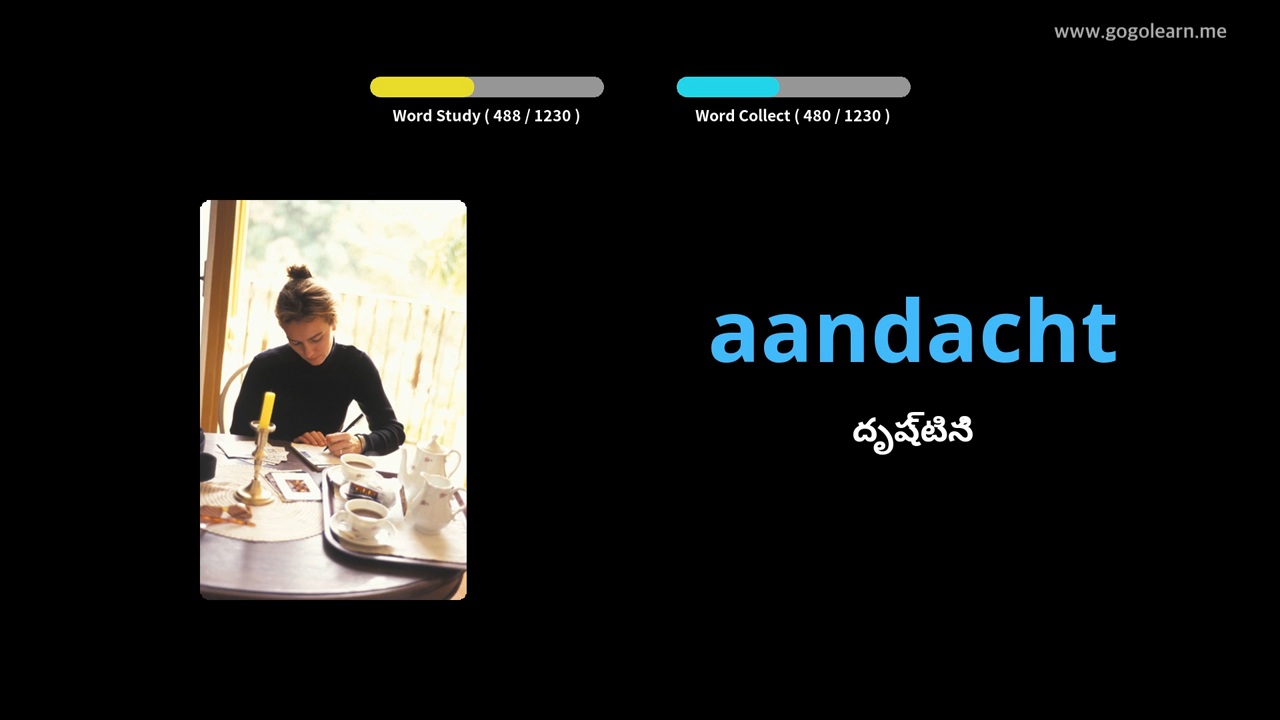 www.gogolearn.me
Word Study ( 488 / 1230 )
Word Collect ( 480 / 1230 )
aandacht
దృష్‌టిని